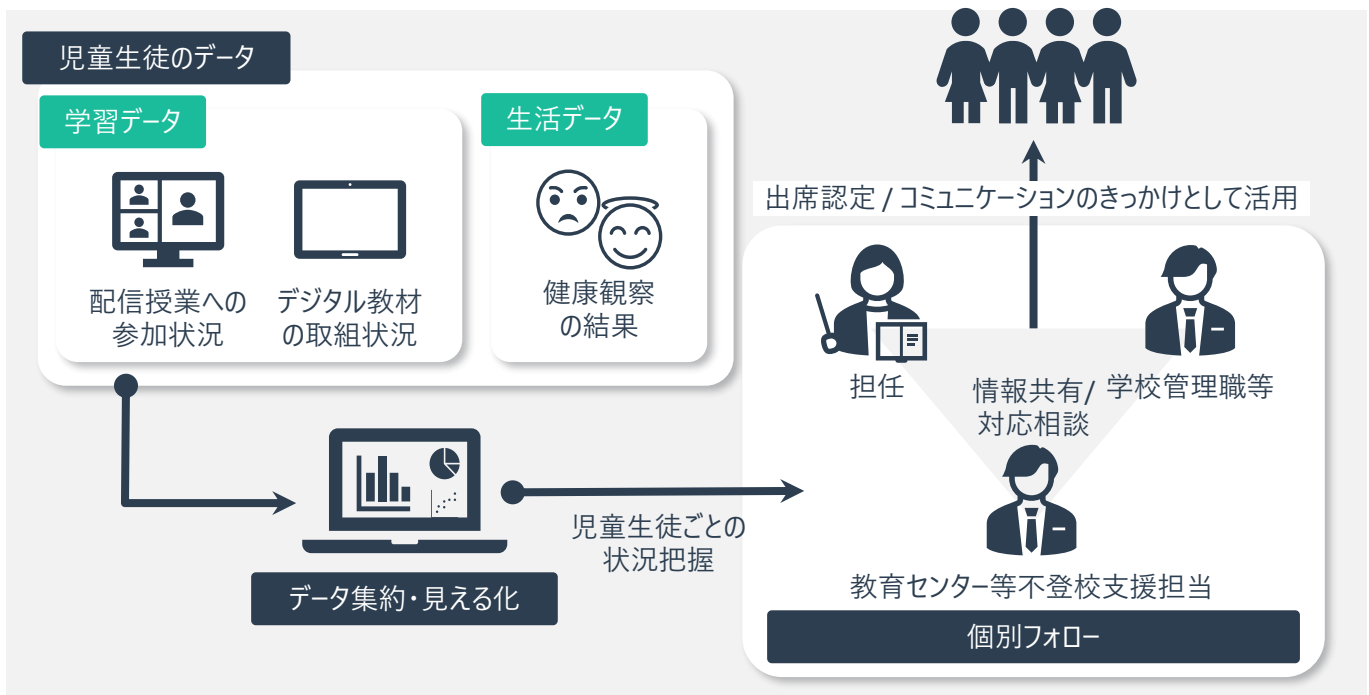 児童生徒のデータ
学習データ
配信授業への
参加状況
デジタル教材
の取組状況
生活データ
健康観察
の結果
データ集約・見える化
児童生徒ごとの
状況把握
出席認定 / コミュニケーションのきっかけとして活用
担任
情報共有/
対応相談
学校管理職等
教育センター等不登校支援担当
個別フォロー